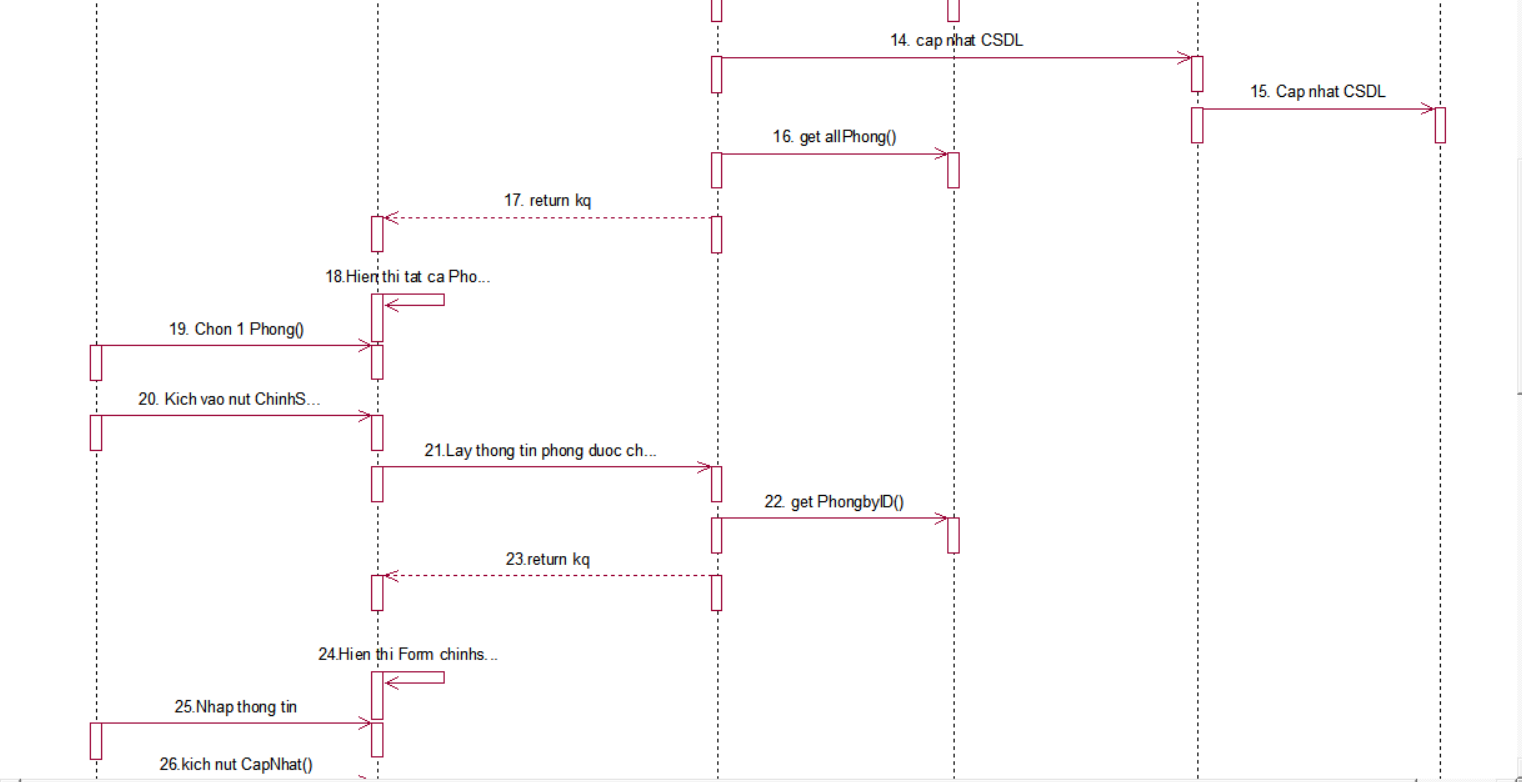 14. cap nhat CSDL
15. Cap nhat CSDL
16. get allPhong()
17. return kq
18.Hien thi tat ca Pho...
19. Chon 1 Phong()
20. Kich vao nut ChinhS...
21.Lay thong tin phong duoc ch...
22. get PhongbyID()
23.return kq
24.Hien thi Form chinhs...
25.Nhap thong tin
26.kich nut CapNhat()